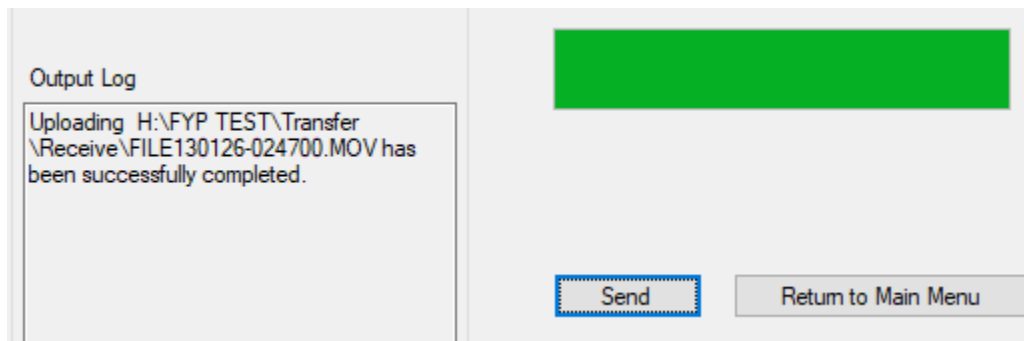 Output Log
Uploading  H:\FYP TEST\Transfer
\Receive\FILE130126-024700.MOV has
been successfully completed.
Send
Return to Main Menu